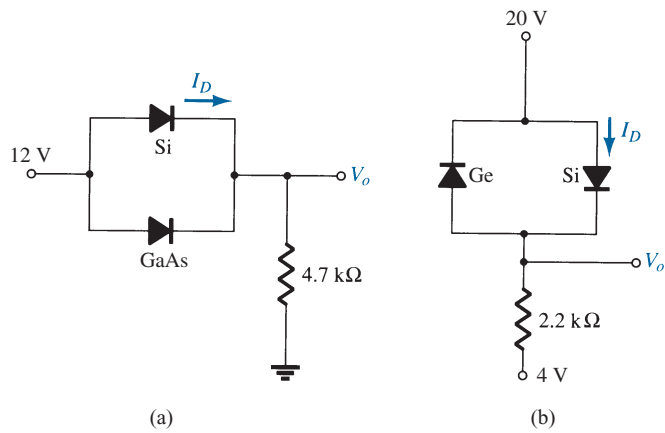 I_D
Si
12 V
V_o
GaAs
4.7 kΩ
(a)
20 V
I_D
Ge
Si
V_o
2.2 kΩ
4 V
(b)